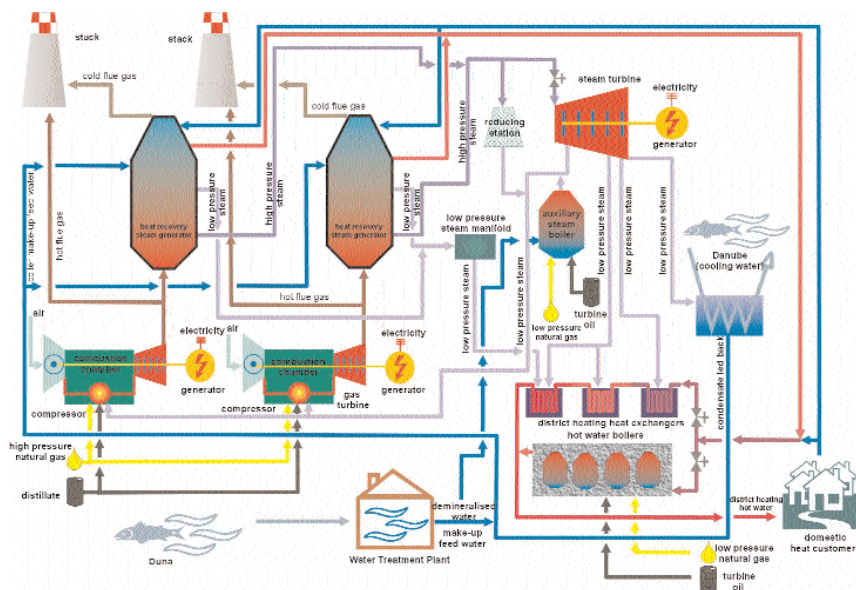 stack
stack
cold flue gas
cold flue gas
steam turbine
electricity
generator
reducing
station
high pressure
steam
high pressure
steam
low pressure
steam
low pressure
steam
heat recovery
steam generator
heat recovery
steam generator
hot flue gas
hot flue gas
low pressure
steam manifold
auxiliary
steam
boiler
low pressure steam
low pressure steam
low pressure steam
low pressure steam
low pressure steam
Danube
(cooling water)
turbine
oil
low pressure
natural gas
air
air
electricity
electricity
combustion
chamber
combustion
chamber
generator
generator
compressor
compressor
gas
turbine
condensate led back
district heating heat exchangers
hot water boilers
high pressure
natural gas
distillate
Duna
Water Treatment Plant
demineralised
water
make-up
feed water
district heating
hot water
domestic
heat customer
low pressure
natural gas
turbine
oil